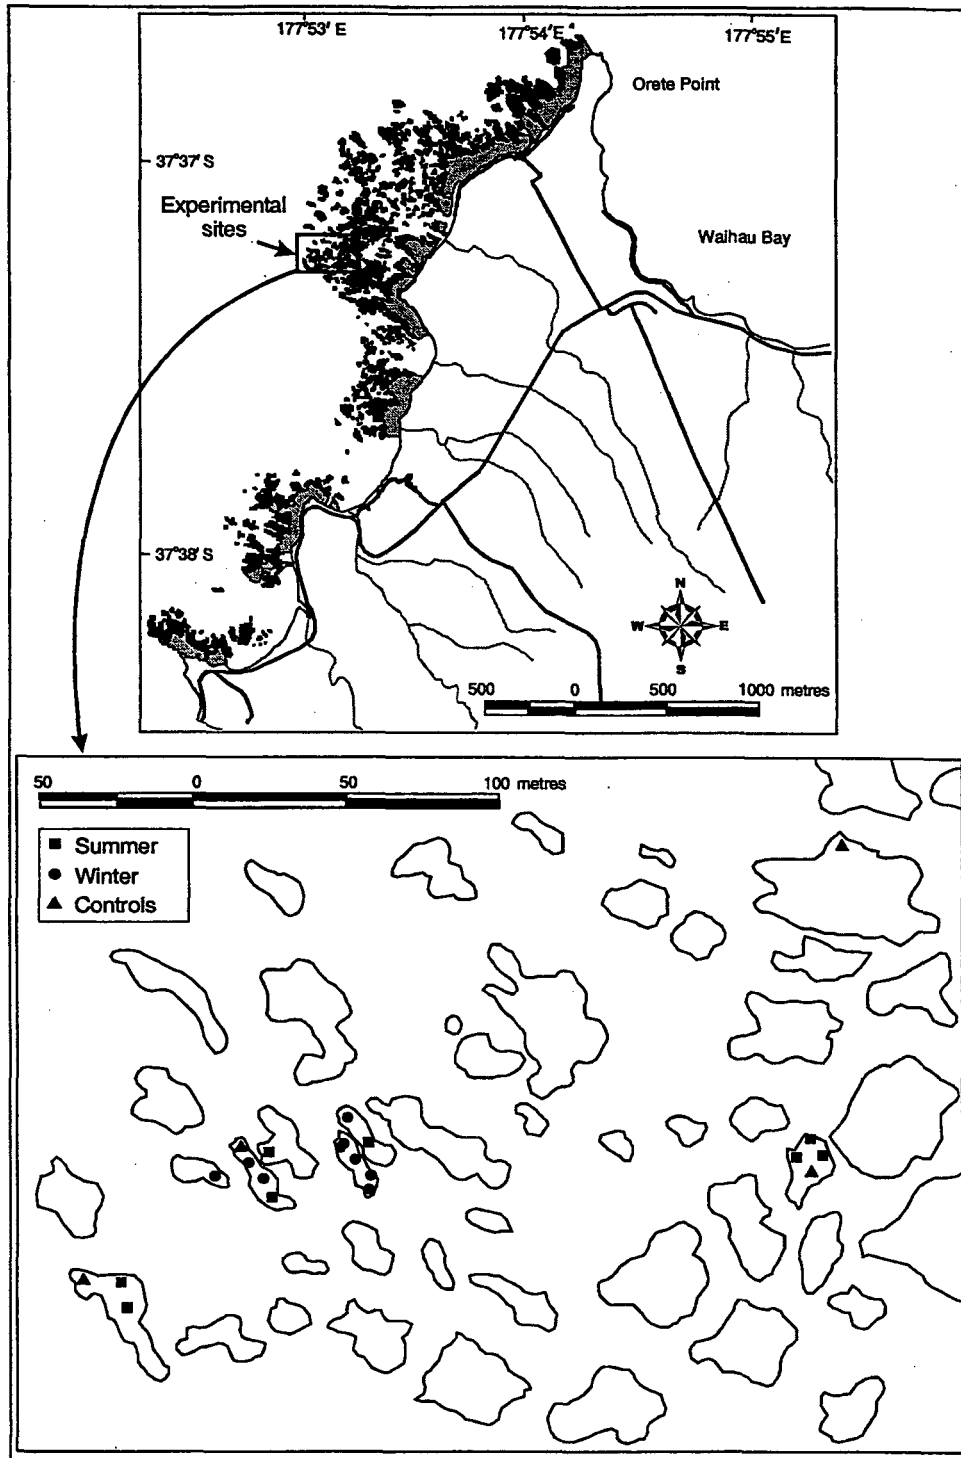 177°53′ E 177°54′ E 177°55′ E
Orete Point
37°37′ S
Experimental
sites
Waihau Bay
37°38′ S
N
W E
S
500 0 500 1000 metres
50 0 50 100 metres
Summer
Winter
Controls